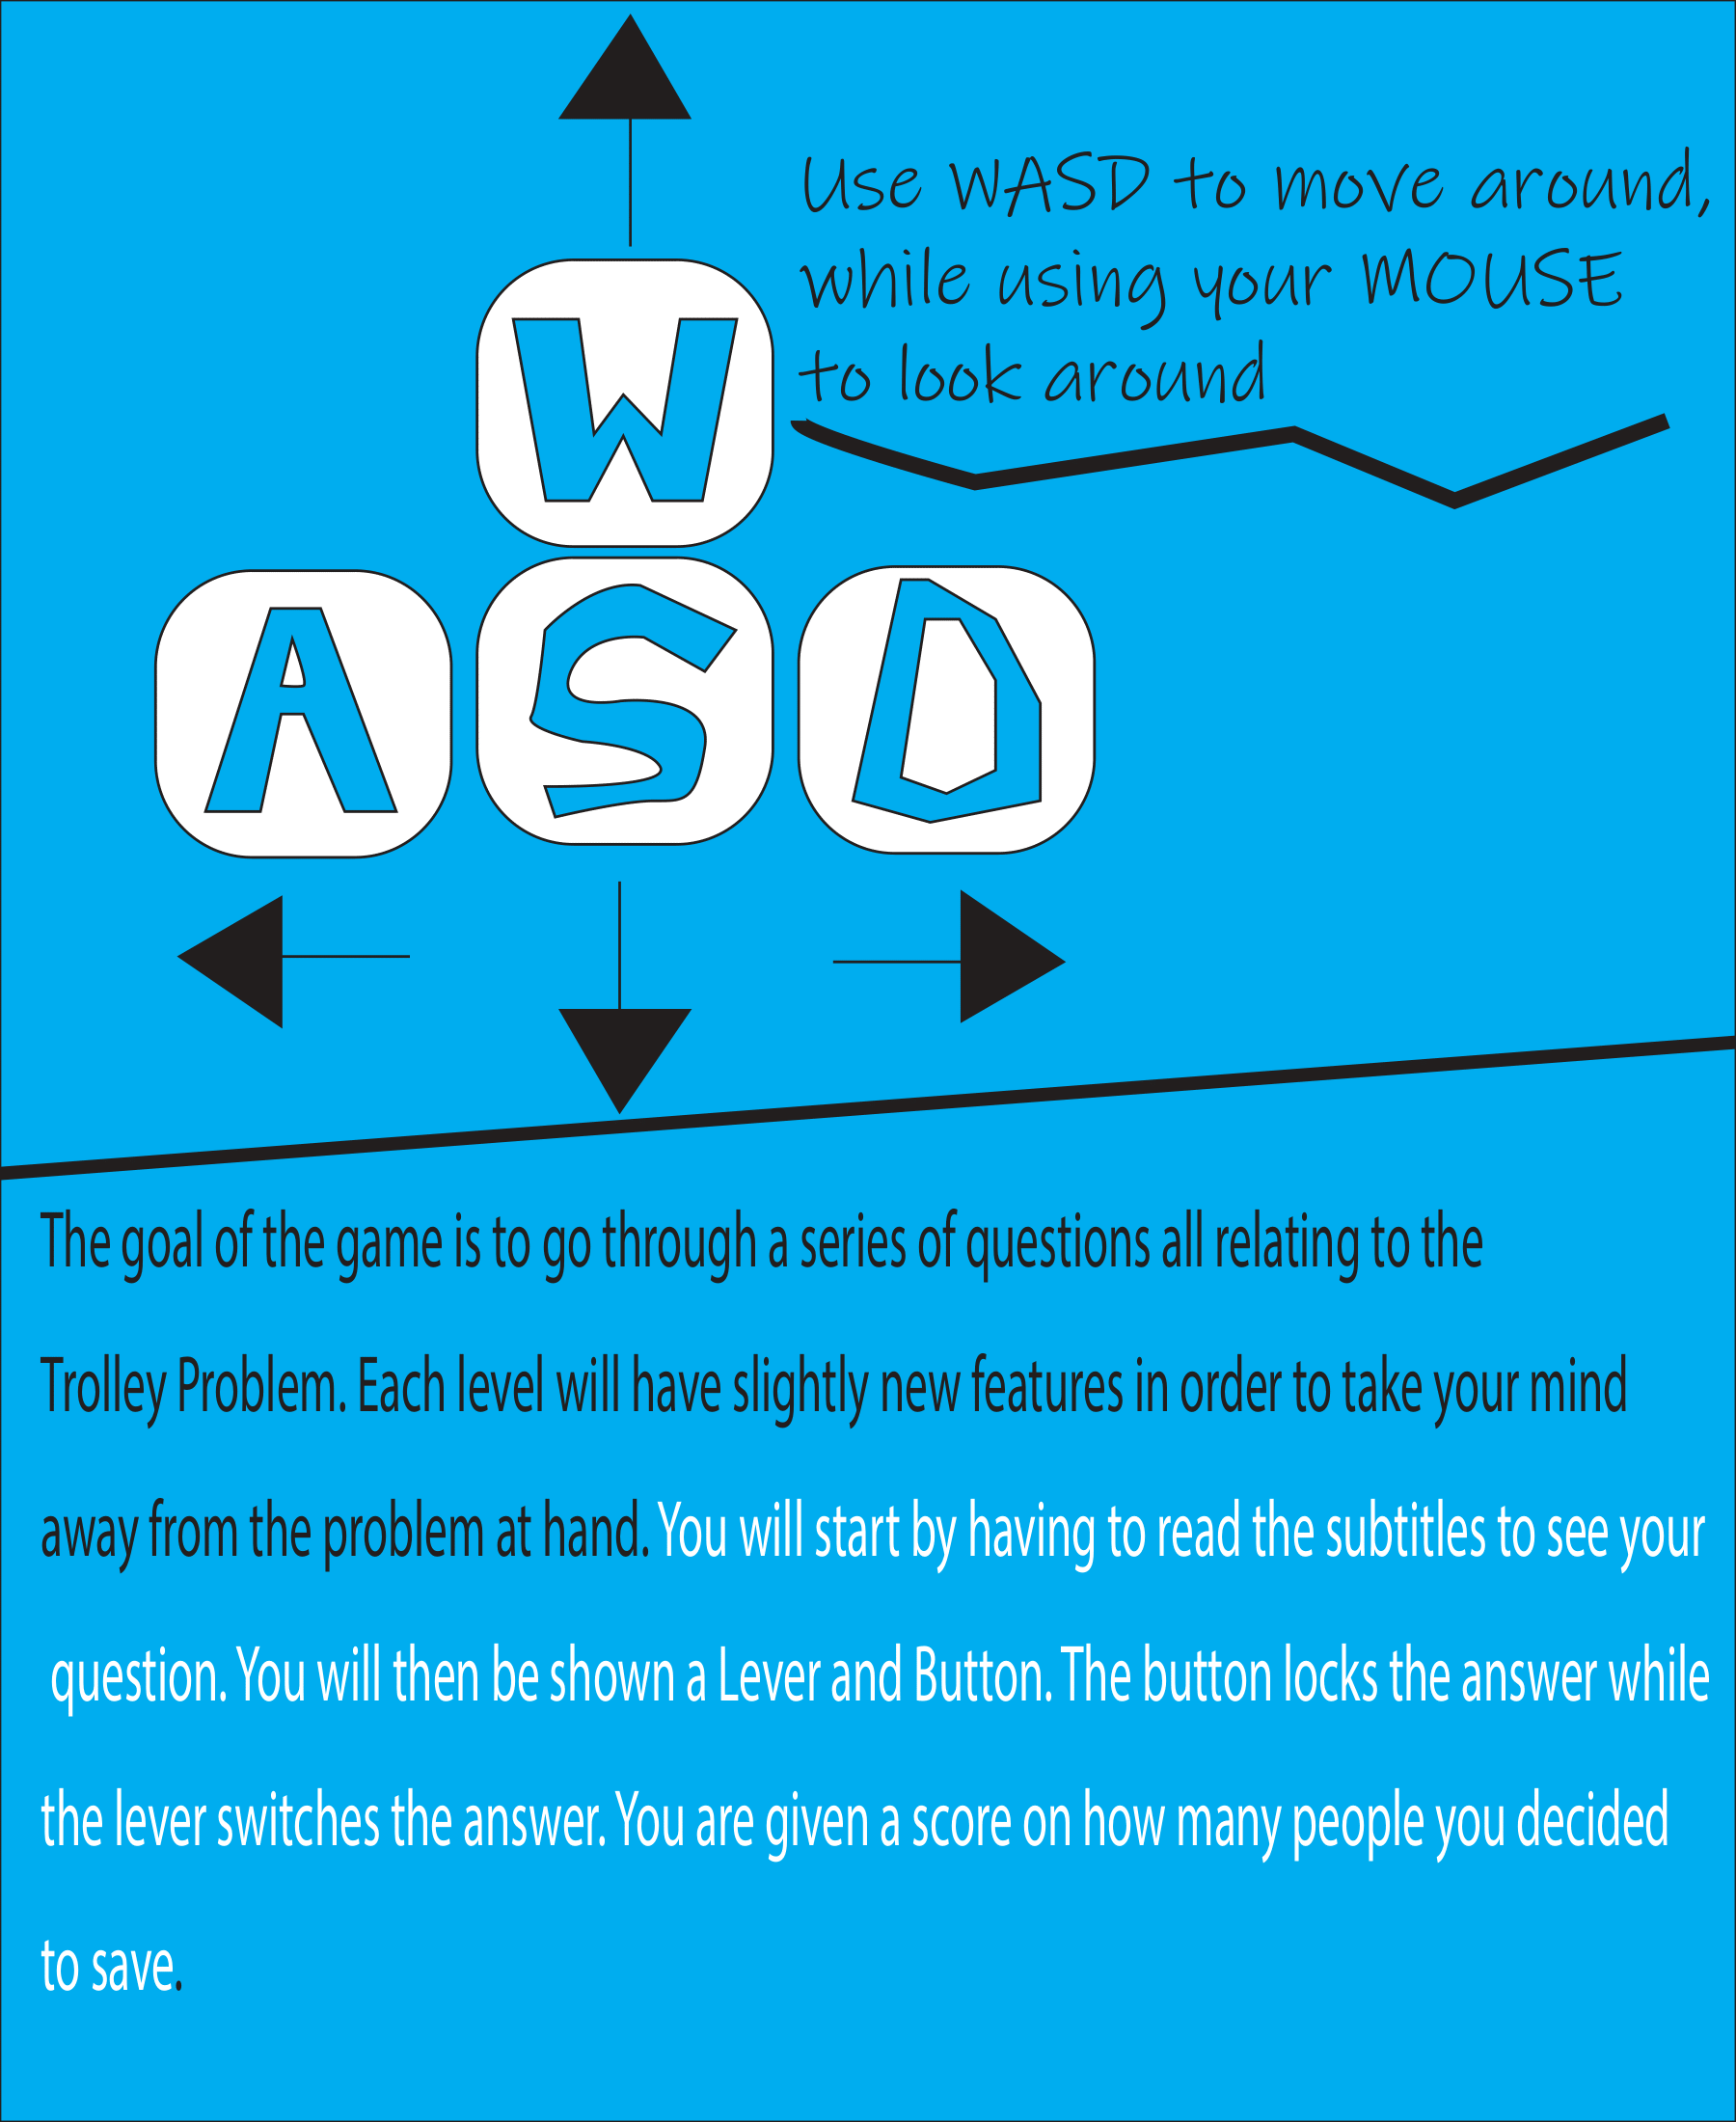 Use WASD to move around,
while using your MOUSE
to look around
W
A S D
The goal of the game is to go through a series of questions all relating to the
Trolley Problem. Each level will have slightly new features in order to take your mind
away from the problem at hand. You will start by having to read the subtitles to see your
question. You will then be shown a Lever and Button. The button locks the answer while
the lever switches the answer. You are given a score on how many people you decided
to save.